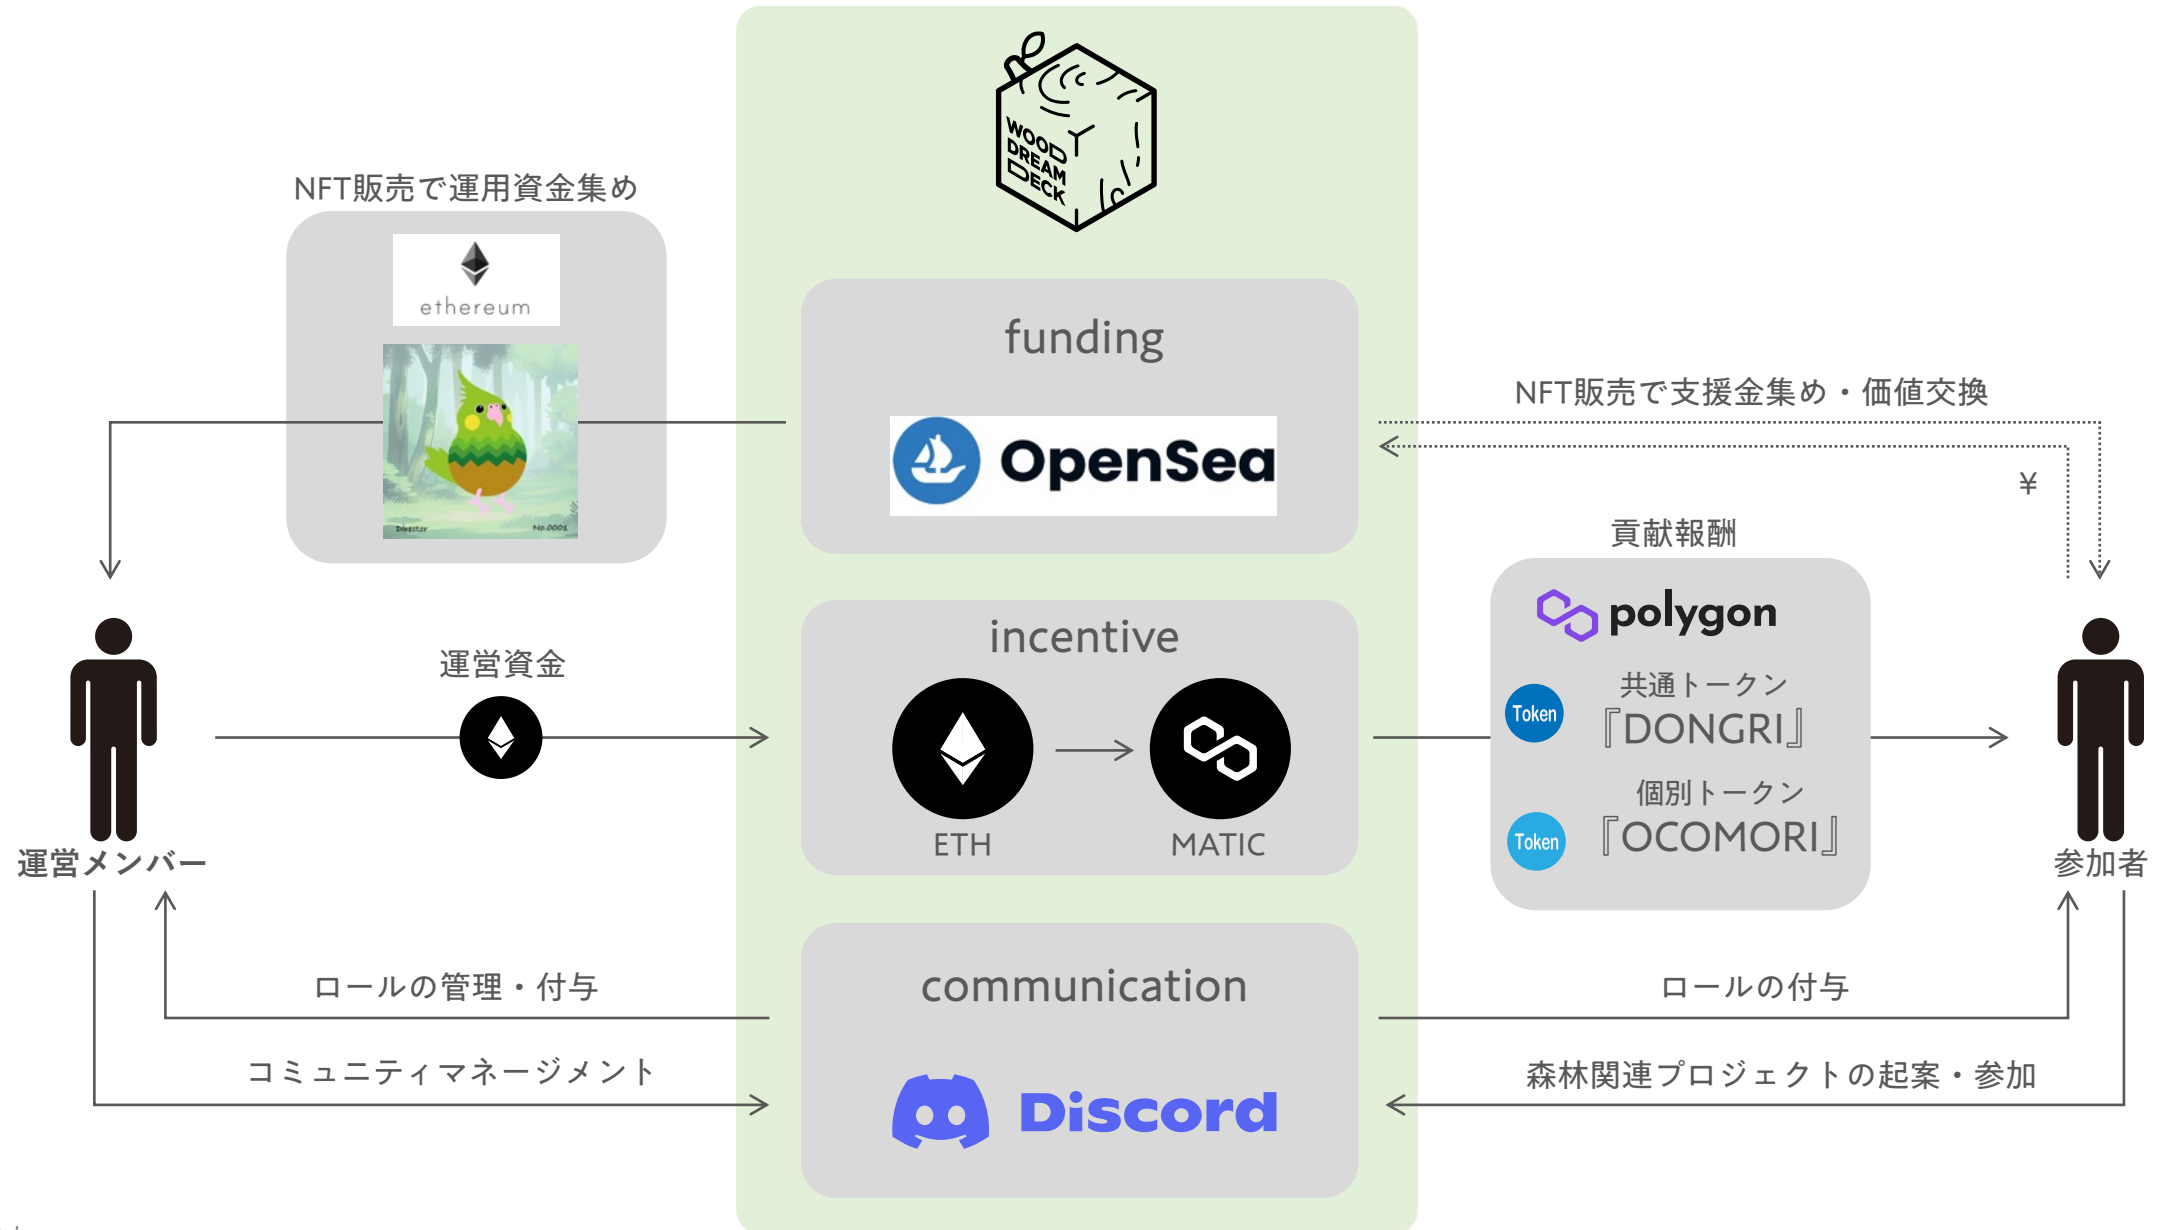 WOOD
DREAM
DECK
NFT販売で運用資金集め
ethereum
Director No.0001
funding
OpenSea
NFT販売で支援金集め・価値交換
¥
貢献報酬
polygon
共通トークン
Token
『DONGRI』
個別トークン
Token
『OCOMORI』
運営資金
incentive
ETH
MATIC
運営メンバー
参加者
ロールの管理・付与
コミュニティマネージメント
communication
Discord
ロールの付与
森林関連プロジェクトの起案・参加